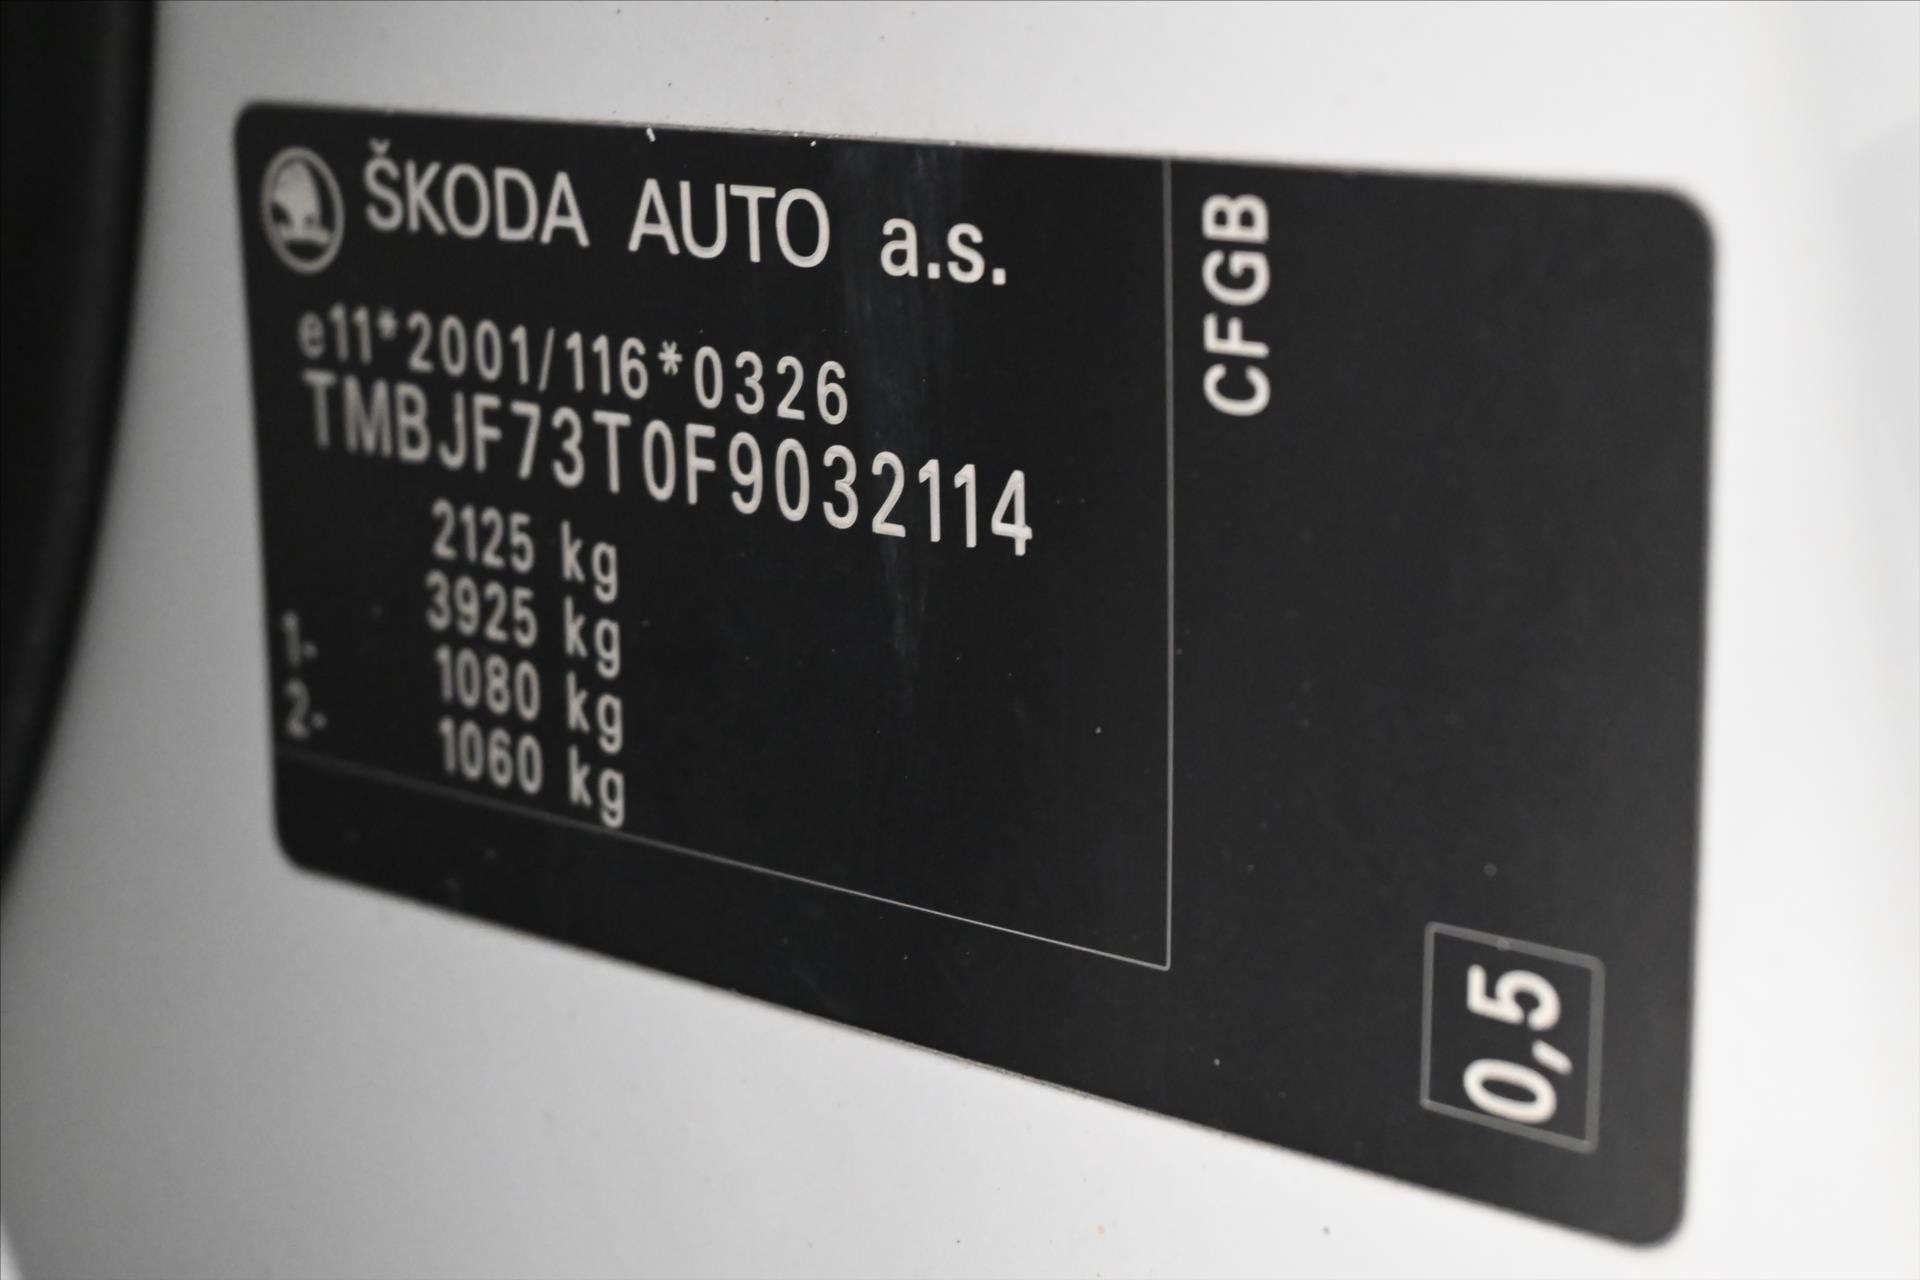 ŠKODA AUTO a.s.
e11*2001/116*0326
TMBJF73T0F9032114
2125 kg
3925 kg
1- 1080 kg
2- 1060 kg
CFGB
0,5